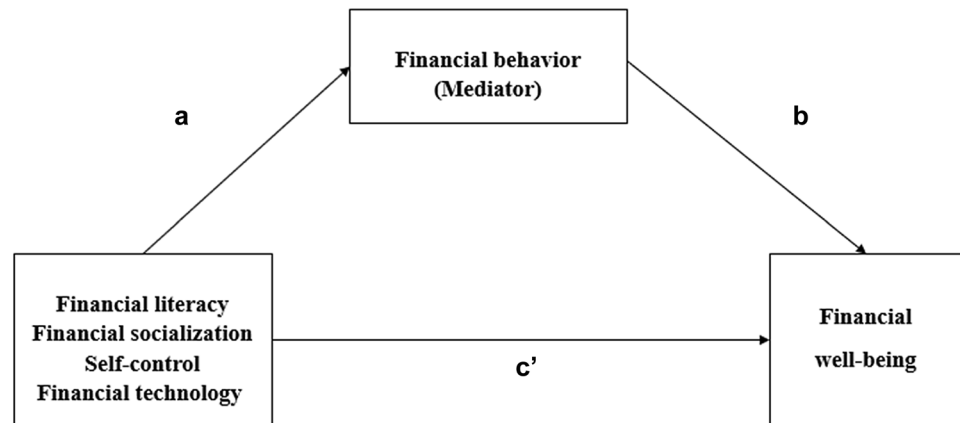 Financial behavior
(Mediator)
a
b
Financial literacy
Financial socialization
Self-control
Financial technology
c’
Financial
well-being